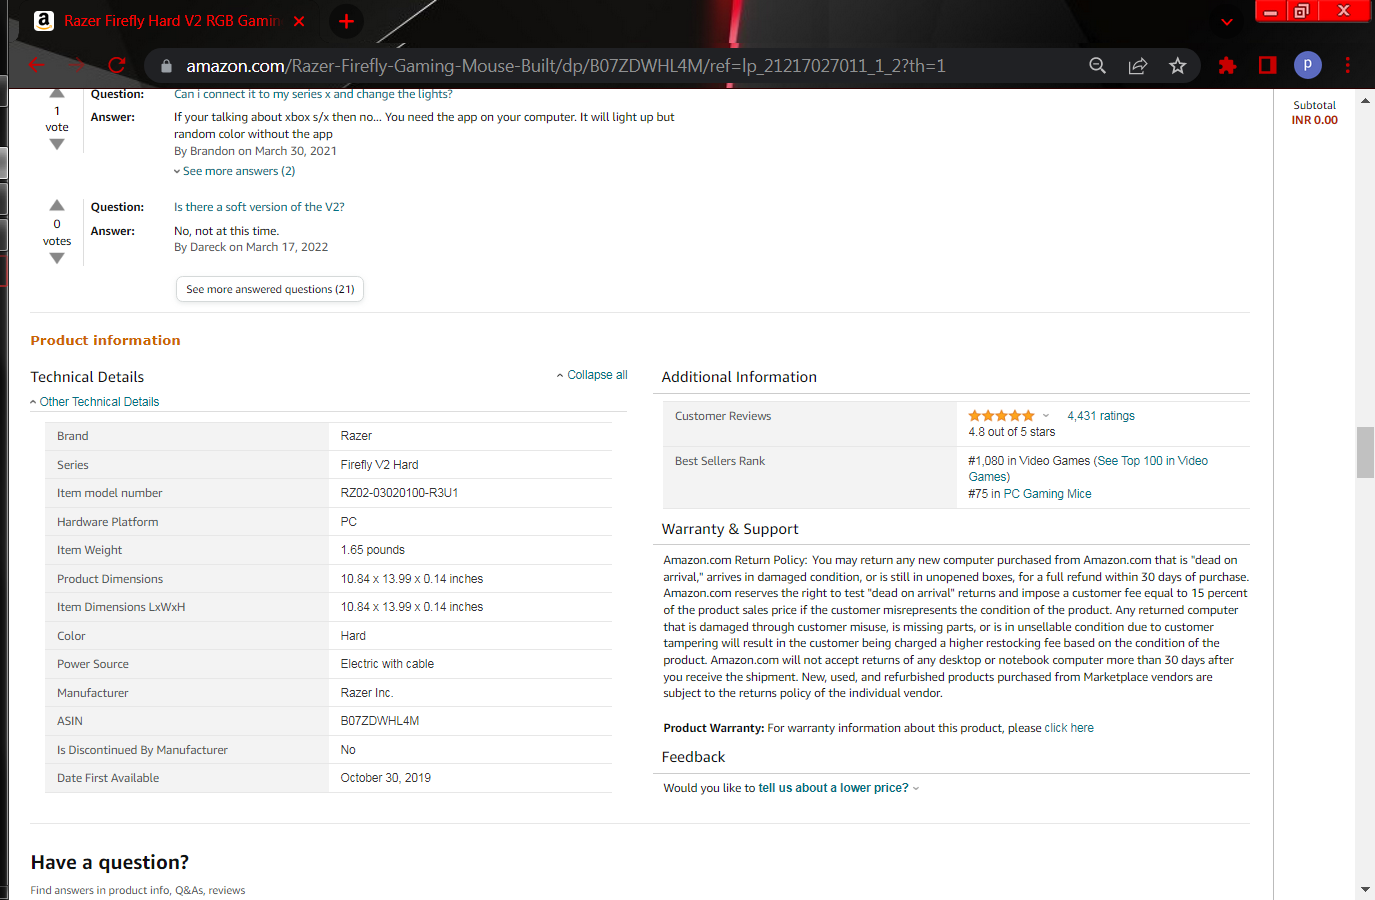 Razer Firefly Hard V2 RGB Gamin
amazon.com/Razer-Firefly-Gaming-Mouse-Built/dp/B07ZDWHL4M/ref=lp_21217027011_1_2?th=1
p
Subtotal
INR 0.00
1
vote
Question: Can i connect it to my series x and change the lights?
Answer: If your talking about xbox s/x then no... You need the app on your computer. It will light up but
random color without the app
By Brandon on March 30, 2021
See more answers (2)
0
votes
Question: Is there a soft version of the V2?
Answer: No, not at this time.
By Dareck on March 17, 2022
See more answered questions (21)
Product information
Technical Details
Collapse all
Other Technical Details
Brand Razer
Series Firefly V2 Hard
Item model number RZ02-03020100-R3U1
Hardware Platform PC
Item Weight 1.65 pounds
Product Dimensions 10.84 x 13.99 x 0.14 inches
Item Dimensions LxWxH 10.84 x 13.99 x 0.14 inches
Color Hard
Power Source Electric with cable
Manufacturer Razer Inc.
ASIN B07ZDWHL4M
Is Discontinued By Manufacturer No
Date First Available October 30, 2019
Additional Information
Customer Reviews 4,431 ratings
4.8 out of 5 stars
Best Sellers Rank #1,080 in Video Games (See Top 100 in Video
Games)
#75 in PC Gaming Mice
Warranty & Support
Amazon.com Return Policy: You may return any new computer purchased from Amazon.com that is "dead on
arrival," arrives in damaged condition, or is still in unopened boxes, for a full refund within 30 days of purchase.
Amazon.com reserves the right to test "dead on arrival" returns and impose a customer fee equal to 15 percent
of the product sales price if the customer misrepresents the condition of the product. Any returned computer
that is damaged through customer misuse, is missing parts, or is in unsellable condition due to customer
tampering will result in the customer being charged a higher restocking fee based on the condition of the
product. Amazon.com will not accept returns of any desktop or notebook computer more than 30 days after
you receive the shipment. New, used, and refurbished products purchased from Marketplace vendors are
subject to the returns policy of the individual vendor.
Product Warranty: For warranty information about this product, please click here
Feedback
Would you like to tell us about a lower price?
Have a question?
Find answers in product info, Q&As, reviews